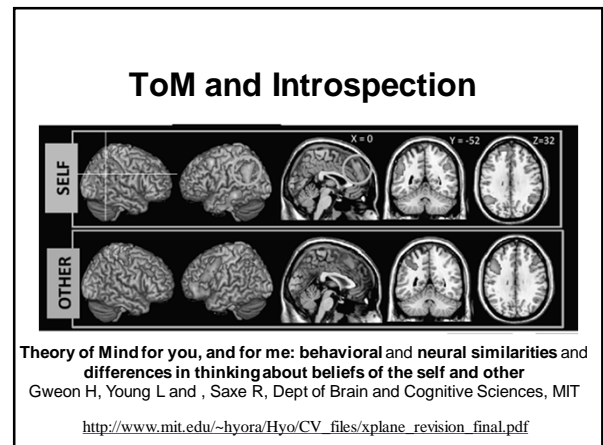 ToM and Introspection
X = 0
Y = -52
Z=32
SELF
OTHER
Theory of Mind for you, and for me: behavioral and neural similarities and
differences in thinking about beliefs of the self and other
Gweon H, Young L and , Saxe R, Dept of Brain and Cognitive Sciences, MIT
http://www.mit.edu/~hyora/Hyo/CV_files/xplane_revision_final.pdf